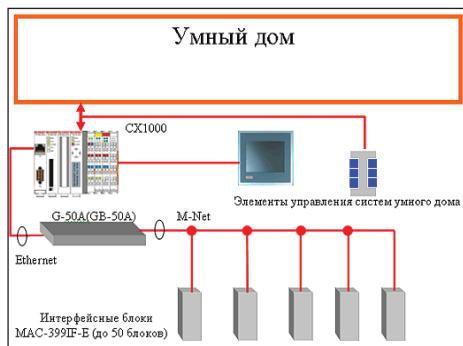 Умный дом
CX1000
Элементы управления систем умного дома
G-50A(GB-50A)
M-Net
Ethernet
Интерфейсные блоки
MAC-399IF-E (до 50 блоков)